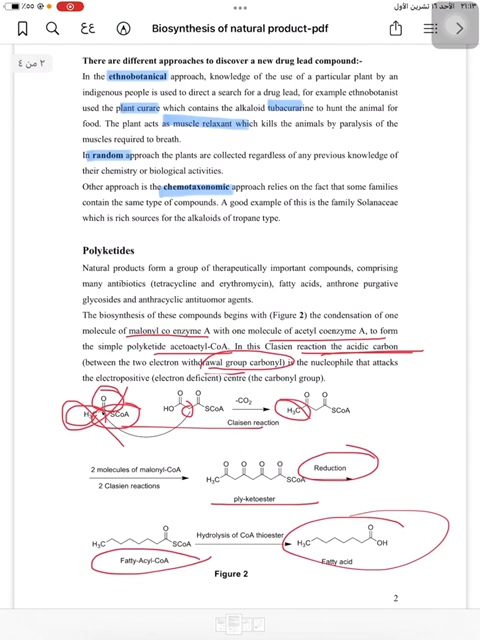 ٪٥٥
٢١:١٣ الأحد ١٦ تشرين الأول
Biosynthesis of natural product-pdf
٢ من ٤
There are different approaches to discover a new drug lead compound:-
In the ethnobotanical approach, knowledge of the use of a particular plant by an
indigenous people is used to direct a search for a drug lead, for example ethnobotanist
used the plant curare which contains the alkaloid tubacurarine to hunt the animal for
food. The plant acts as muscle relaxant which kills the animals by paralysis of the
muscles required to breath.
In random approach the plants are collected regardless of any previous knowledge of
their chemistry or biological activities.
Other approach is the chemotaxonomic approach relies on the fact that some families
contain the same type of compounds. A good example of this is the family Solanaceae
which is rich sources for the alkaloids of tropane type.
Polyketides
Natural products form a group of therapeutically important compounds, comprising
many antibiotics (tetracycline and erythromycin), fatty acids, anthrone purgative
glycosides and anthracyclic antituomor agents.
The biosynthesis of these compounds begins with (Figure 2) the condensation of one
molecule of malonyl co enzyme A with one molecule of acetyl coenzyme A, to form
the simple polyketide acetoacetyl-CoA. In this Clasien reaction the acidic carbon
(between the two electron withdrawal group carbonyl) is the nucleophile that attacks
the electropositive (electron deficient) centre (the carbonyl group).
O O O O O
H₃C SCoA HO SCoA -CO₂ H₃C SCoA
Claisen reaction
2 molecules of malonyl-CoA
2 Clasien reactions
O O O O
H₃C SCoA
Reduction
ply-ketoester
O
H₃C SCoA
Hydrolysis of CoA thioester
O
H₃C OH
Fatty-Acyl-CoA
Fatty acid
Figure 2
2